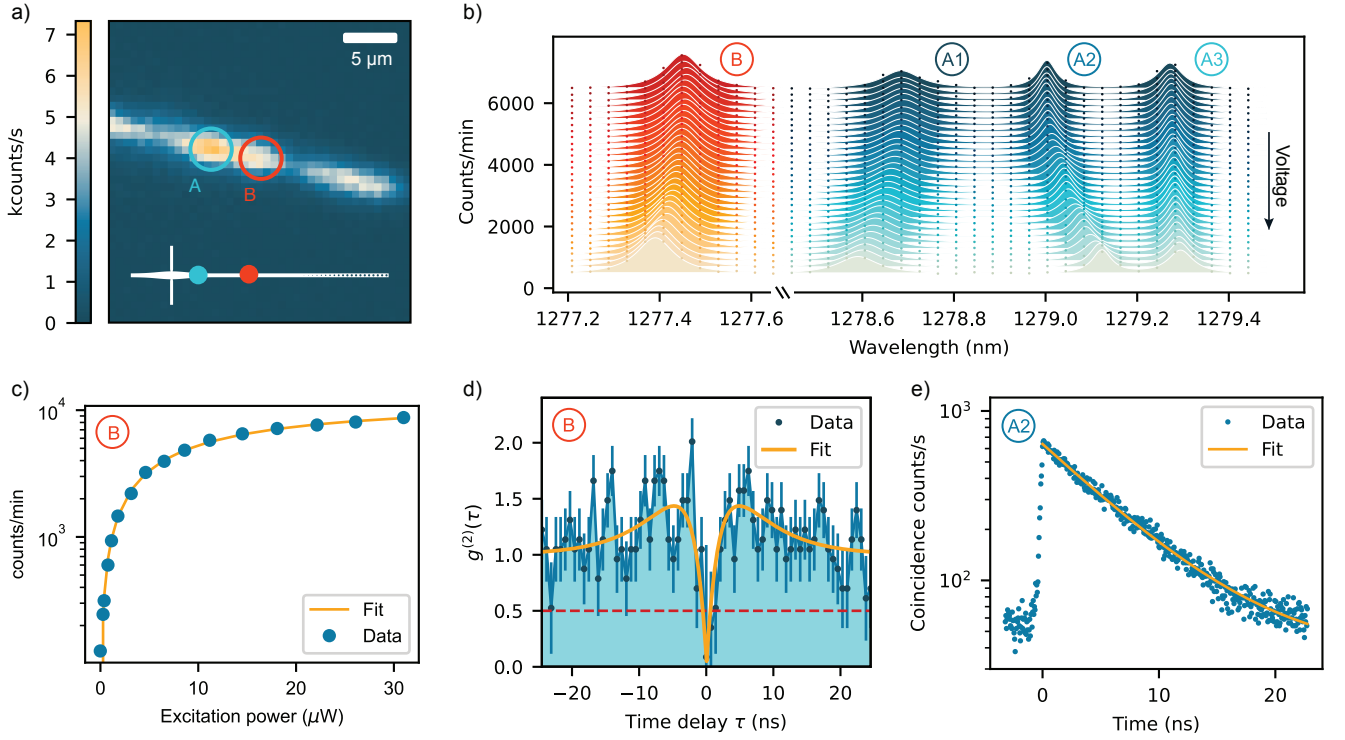 a)
kcounts/s
7
6
5
4
3
2
1
0
5 μm
A
B
b)
Counts/min
6000
4000
2000
0
B
A1
A2
A3
Voltage
1277.2 1277.4 1277.6 1278.6 1278.8 1279.0 1279.2 1279.4
Wavelength (nm)
c)
B
counts/min
10⁴
10³
Fit
Data
0 10 20 30
Excitation power (μW)
d)
B
g⁽²⁾(τ)
2.0
1.5
1.0
0.5
0.0
Data
Fit
−20 −10 0 10 20
Time delay τ (ns)
e)
A2
Coincidence counts/s
10³
10²
Data
Fit
0 10 20
Time (ns)